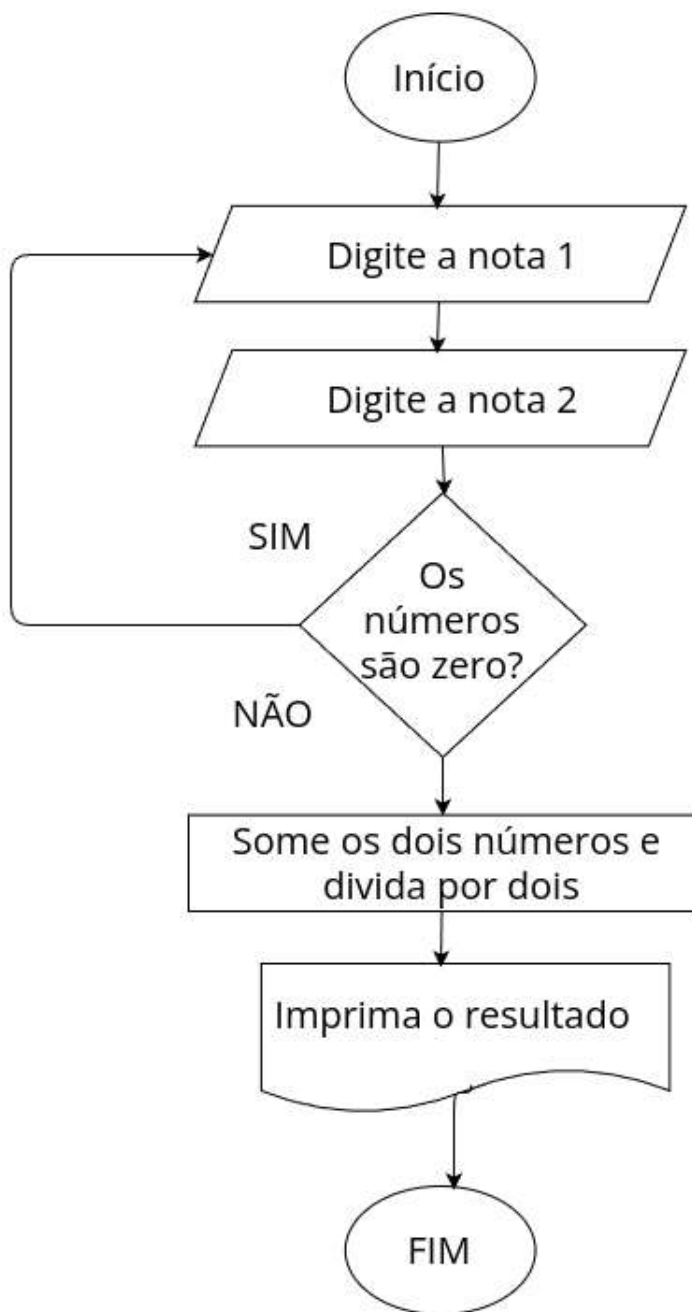 Início
Digite a nota 1
Digite a nota 2
SIM
Os
números
são zero?
NÃO
Some os dois números e
divida por dois
Imprima o resultado
FIM